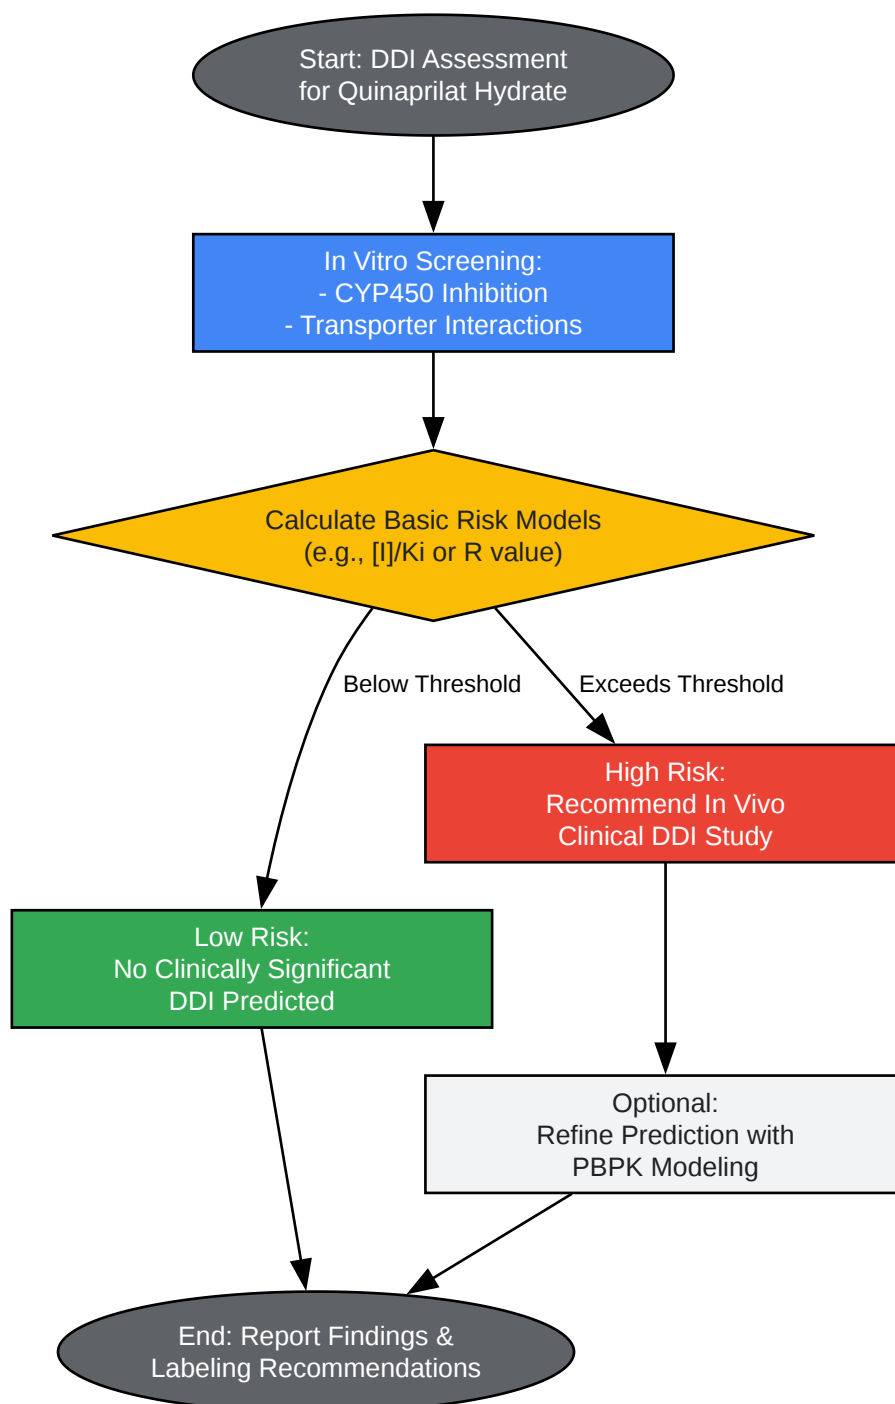 Start: DDI Assessment
for Quinaprilat Hydrate
In Vitro Screening:
- CYP450 Inhibition
- Transporter Interactions
Calculate Basic Risk Models
(e.g., [I]/Ki or R value)
Below Threshold
Exceeds Threshold
High Risk:
Recommend In Vivo
Clinical DDI Study
Low Risk:
No Clinically Significant
DDI Predicted
Optional:
Refine Prediction with
PBPK Modeling
End: Report Findings &
Labeling Recommendations